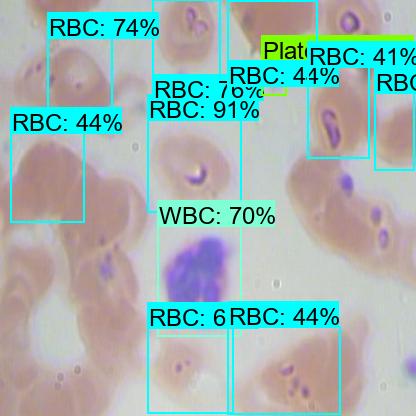 RBC: 74%
Plate
RBC: 41%
RBC: 44%
RBC
RBC: 76%
RBC: 91%
RBC: 44%
WBC: 70%
RBC: 6
RBC: 44%